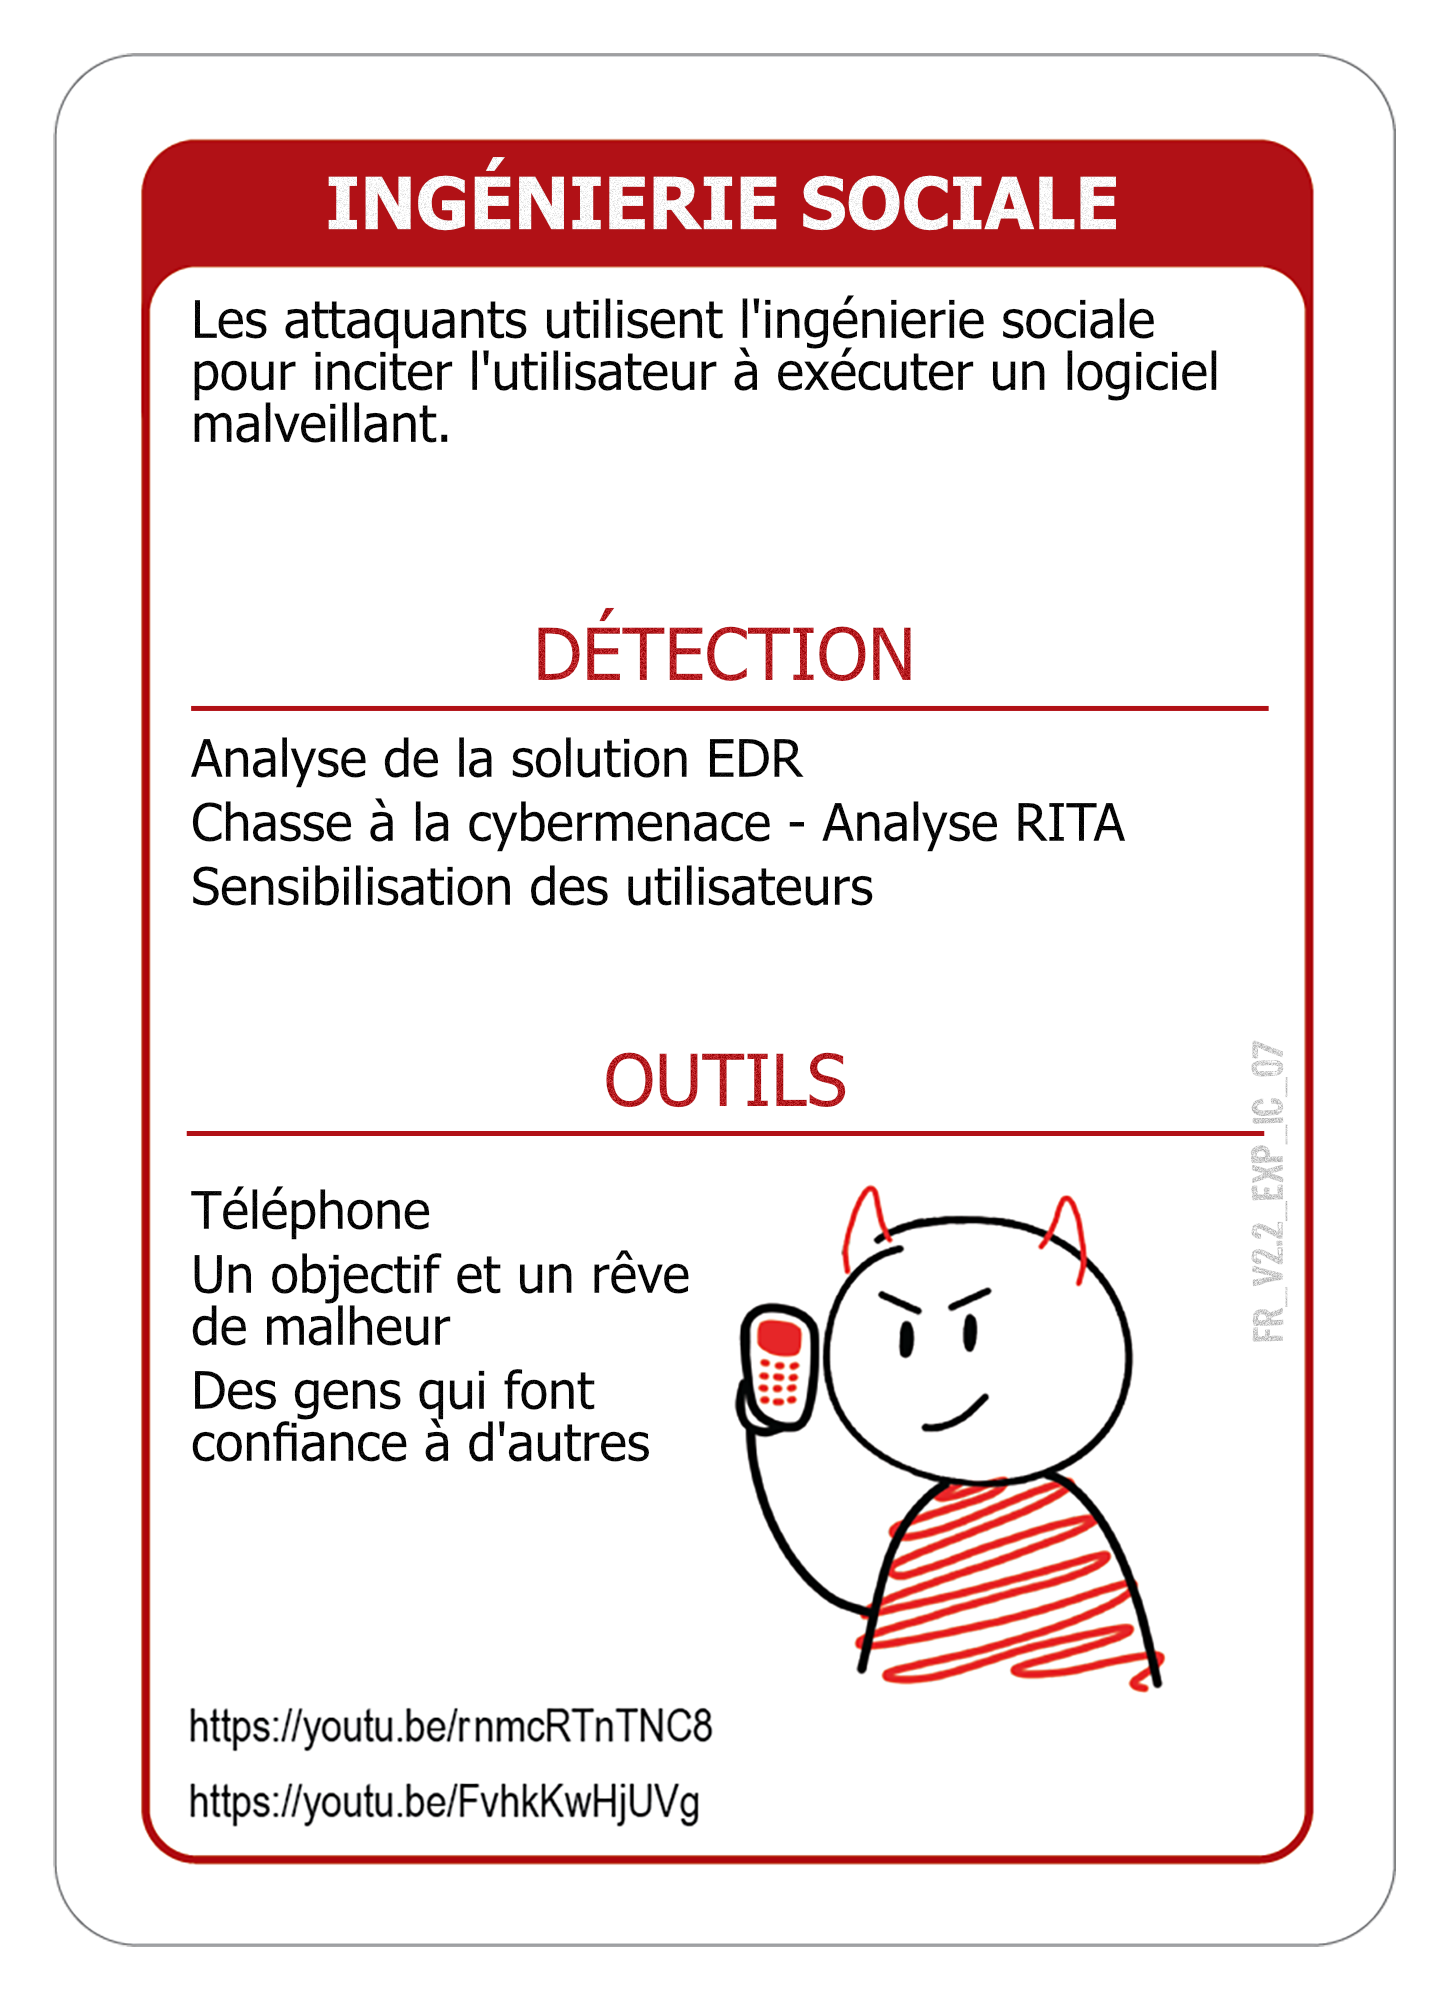 INGÉNIERIE SOCIALE
Les attaquants utilisent l'ingénierie sociale
pour inciter l'utilisateur à exécuter un logiciel
malveillant.
DÉTECTION
Analyse de la solution EDR
Chasse à la cybermenace - Analyse RITA
Sensibilisation des utilisateurs
OUTILS
Téléphone
Un objectif et un rêve
de malheur
Des gens qui font
confiance à d'autres
https://youtu.be/rnmcRTnTNC8
https://youtu.be/FvhkKwHjUVg
FR_V2.2_EXP_IC_07